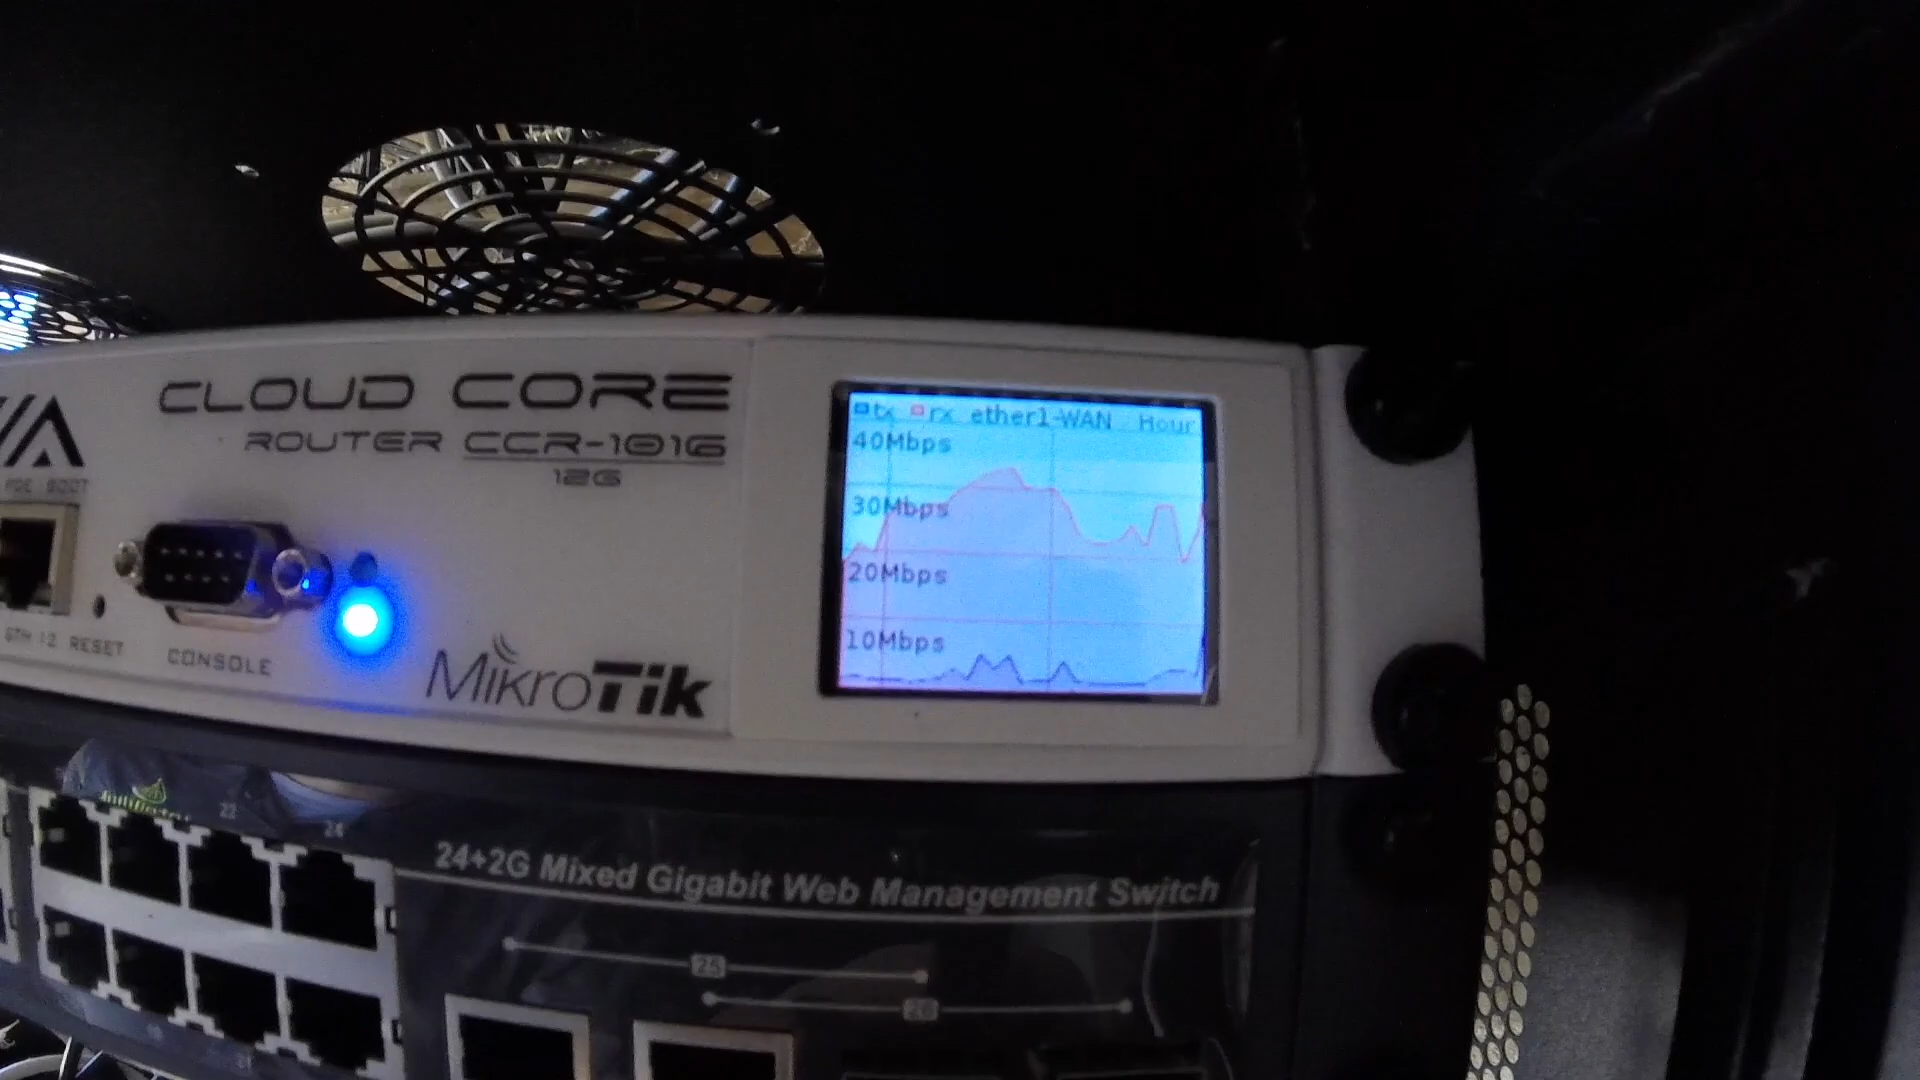 CLOUD CORE
ROUTER CCR-1016
12G
tx rx ether1-WAN Hour
40Mbps
30Mbps
20Mbps
10Mbps
BOOT
ETH 12 RESET
CONSOLE
MikroTik
22
24
24+2G Mixed Gigabit Web Management Switch
25
26